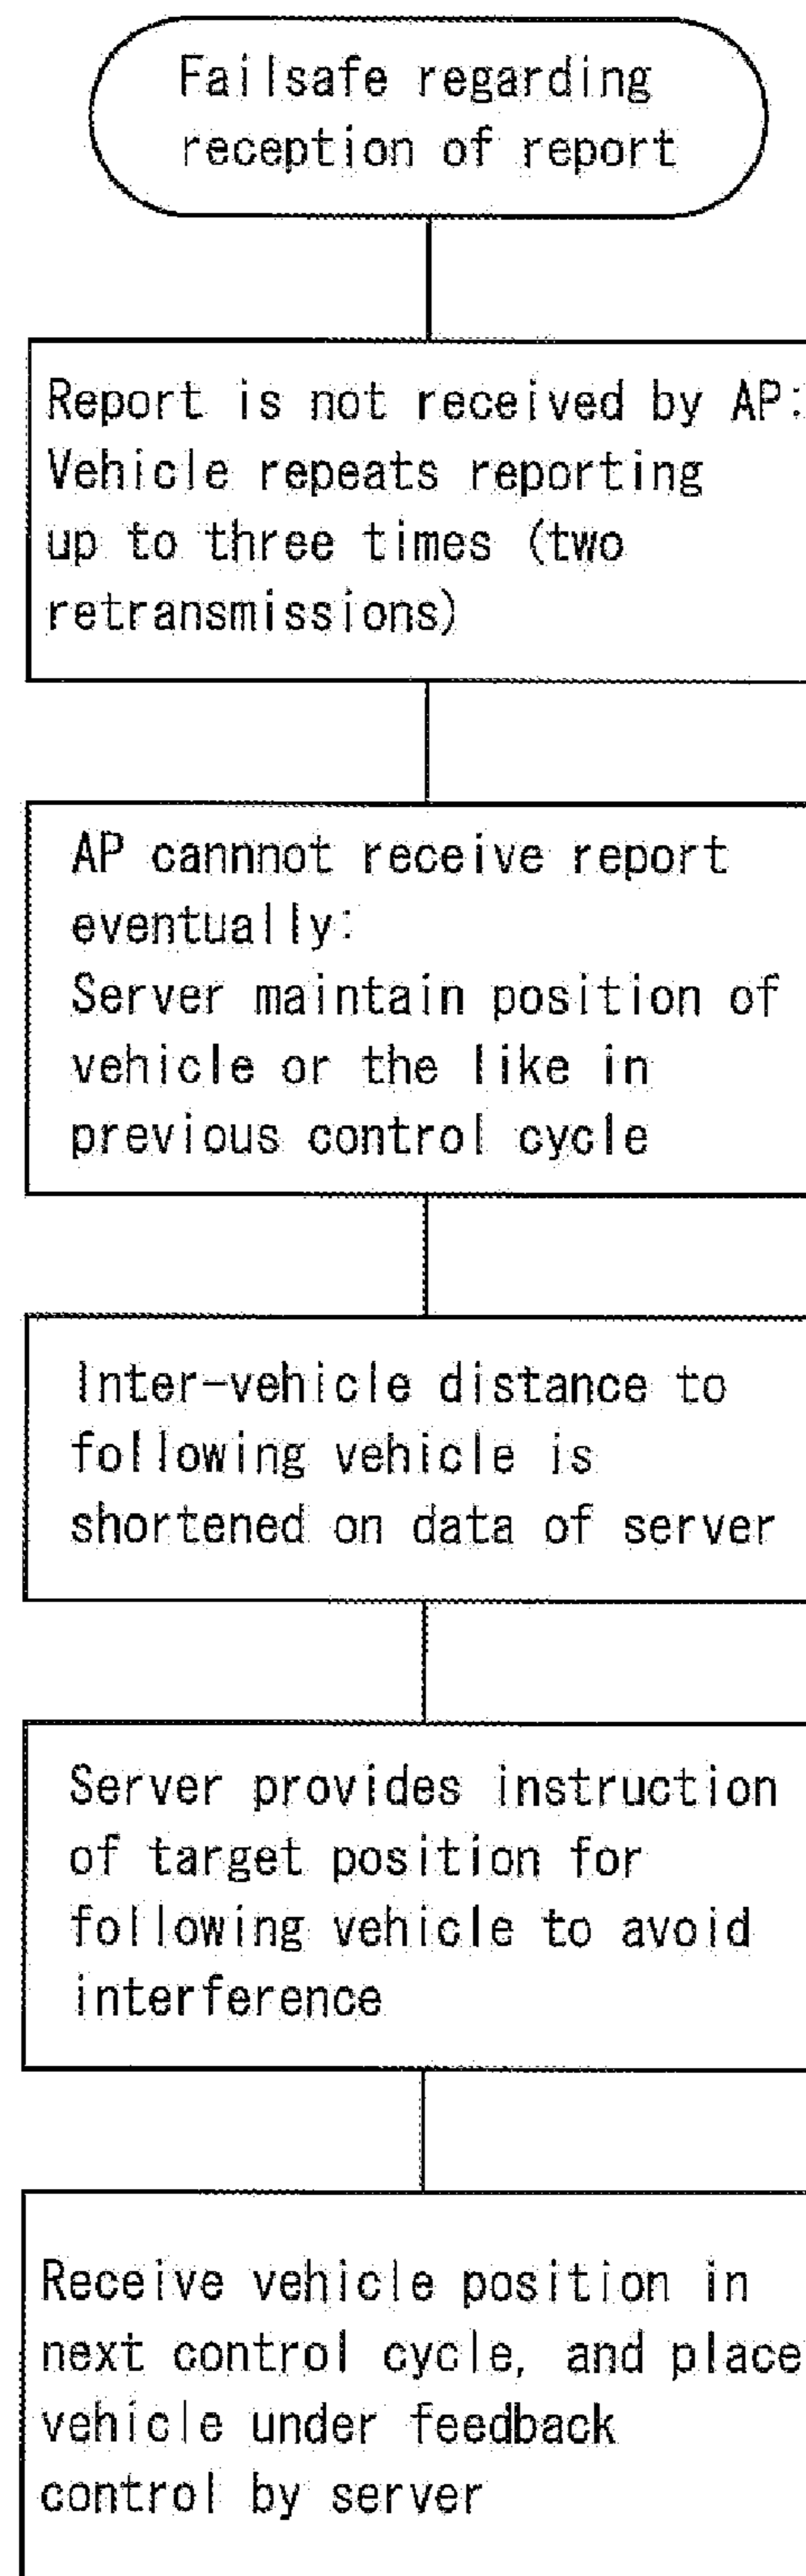 Failsafe regarding
reception of report
Report is not received by AP:
Vehicle repeats reporting
up to three times (two
retransmissions)
AP cannnot receive report
eventually:
Server maintain position of
vehicle or the like in
previous control cycle
Inter-vehicle distance to
following vehicle is
shortened on data of server
Server provides instruction
of target position for
following vehicle to avoid
interference
Receive vehicle position in
next control cycle, and place
vehicle under feedback
control by server